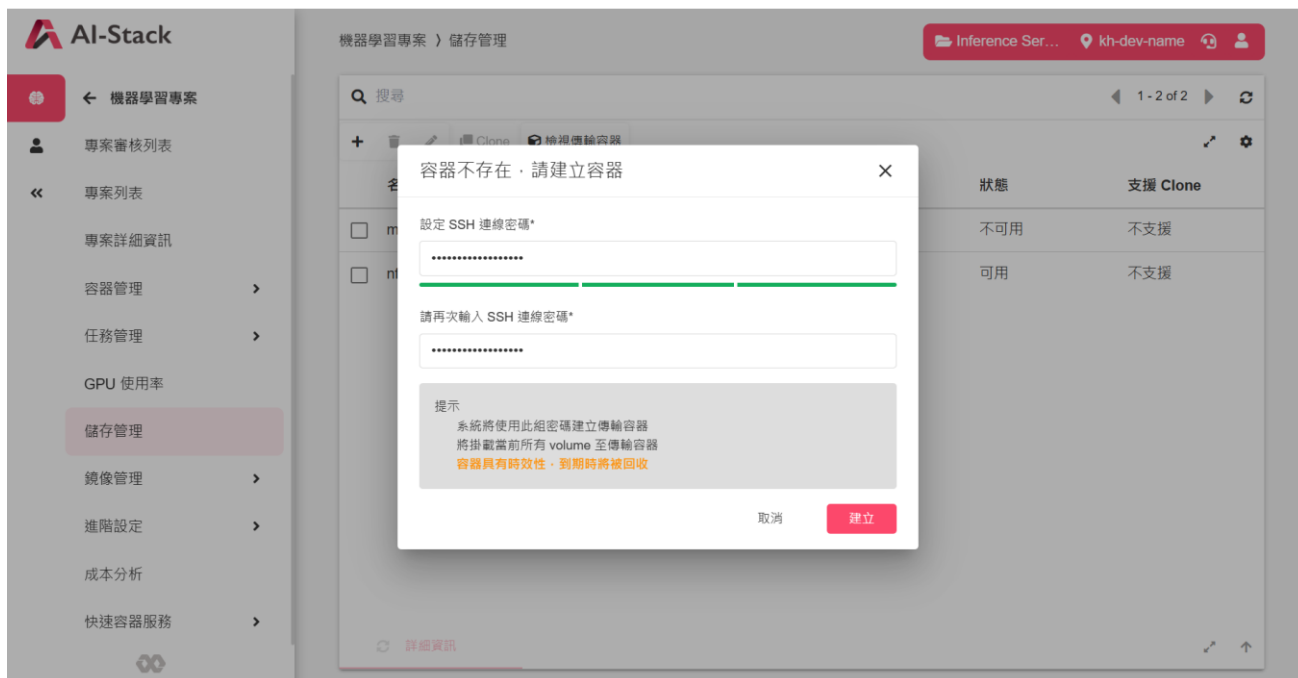 AI-Stack
機器學習專案 〉儲存管理
Inference Ser...
kh-dev-name
機器學習專案
專案審核列表
專案列表
專案詳細資訊
容器管理
任務管理
GPU 使用率
儲存管理
鏡像管理
進階設定
成本分析
快速容器服務
搜尋
1 - 2 of 2
Clone
檢視傳輸容器
狀態
支援 Clone
不可用
不支援
可用
不支援
容器不存在，請建立容器
設定 SSH 連線密碼*
••••••••••••••••••
請再次輸入 SSH 連線密碼*
••••••••••••••••••
提示
系統將使用此組密碼建立傳輸容器
將掛載當前所有 volume 至傳輸容器
容器具有時效性，到期時將被回收
取消
建立
詳細資訊